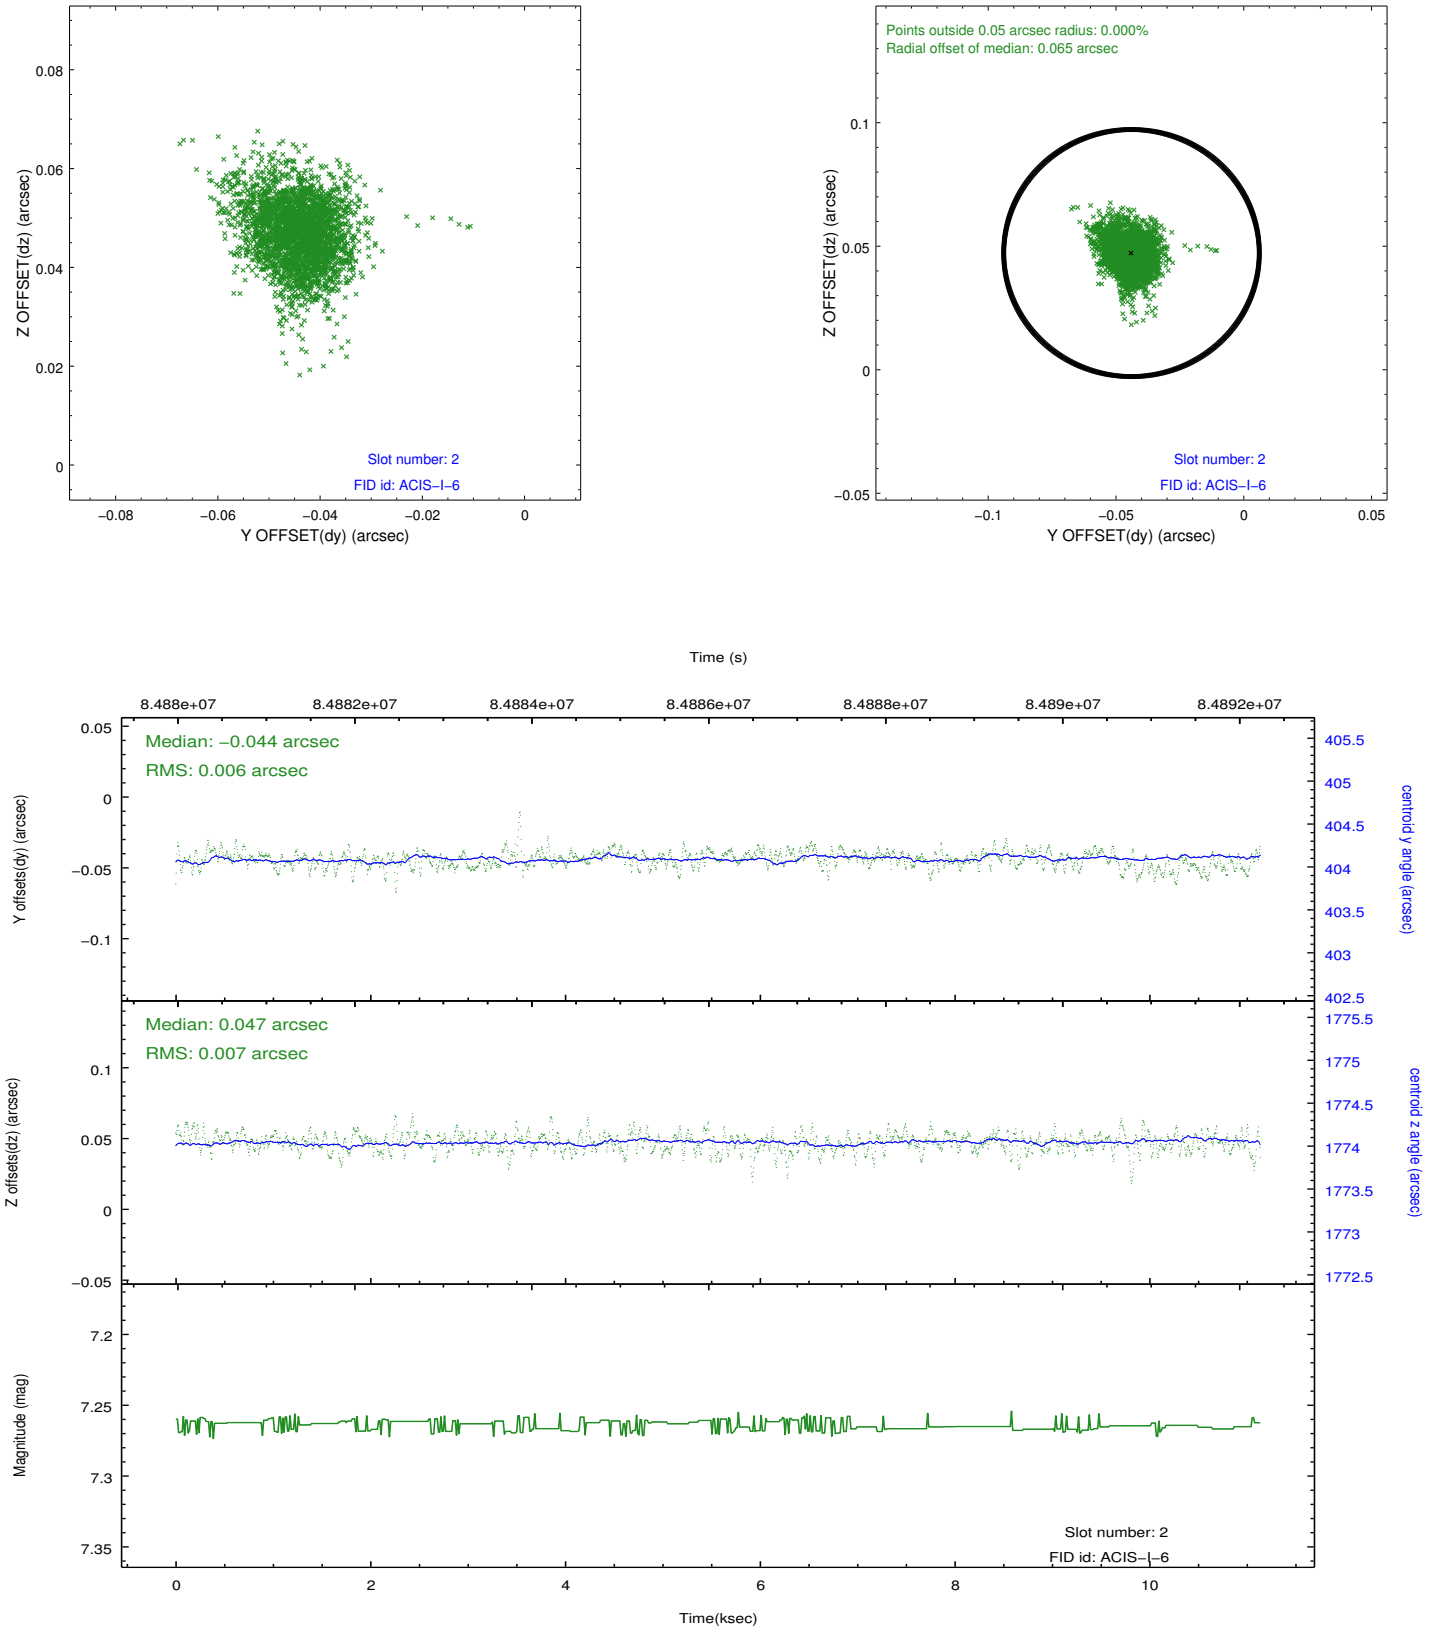 0.08
0.06
0.04
0.02
0
Z OFFSET(dz) (arcsec)
Slot number: 2
FID id: ACIS−I−6
−0.08
−0.06
−0.04
−0.02
0
Y OFFSET(dy) (arcsec)
Points outside 0.05 arcsec radius: 0.000%
Radial offset of median: 0.065 arcsec
0.1
0.05
0
−0.05
Z OFFSET(dz) (arcsec)
Slot number: 2
FID id: ACIS−I−6
−0.1
−0.05
0
0.05
Y OFFSET(dy) (arcsec)
Time (s)
8.488e+07
8.4882e+07
8.4884e+07
8.4886e+07
8.4888e+07
8.489e+07
8.4892e+07
Median: −0.044 arcsec
RMS: 0.006 arcsec
0.05
0
−0.05
−0.1
Y offsets(dy) (arcsec)
405.5
405
404.5
404
403.5
403
402.5
centroid y angle (arcsec)
Median: 0.047 arcsec
RMS: 0.007 arcsec
0.1
0.05
0
−0.05
Z offsets(dz) (arcsec)
1775.5
1775
1774.5
1774
1773.5
1773
1772.5
centroid z angle (arcsec)
7.2
7.25
7.3
7.35
Magnitude (mag)
Slot number: 2
FID id: ACIS−I−6
0
2
4
6
8
10
Time(ksec)